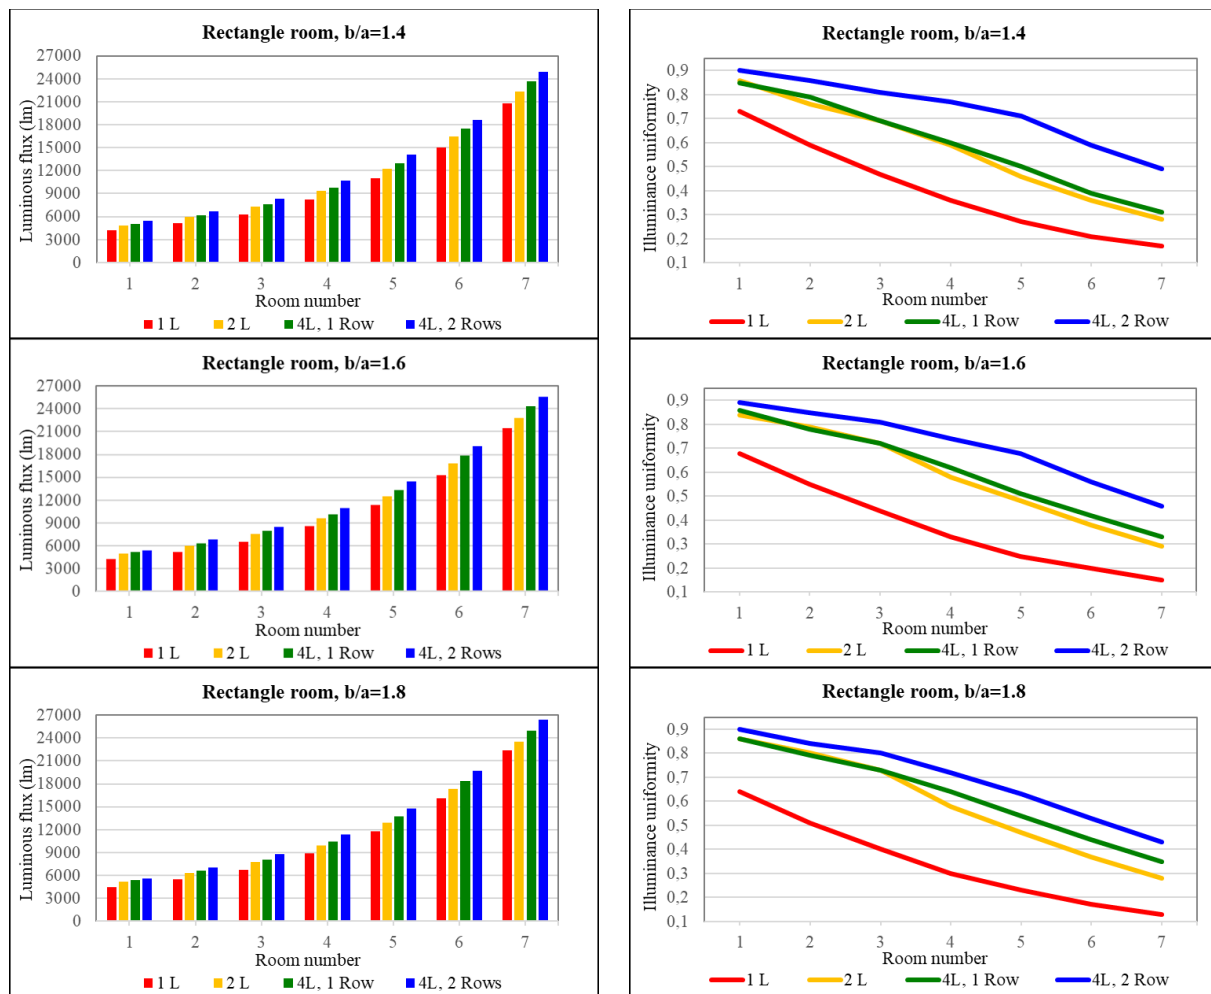 Rectangle room, b/a=1.4
Luminous flux (lm)
27000
24000
21000
18000
15000
12000
9000
6000
3000
0
1 2 3 4 5 6 7
Room number
1 L 2 L 4L, 1 Row 4L, 2 Rows
Rectangle room, b/a=1.4
Illuminance uniformity
0,9
0,8
0,7
0,6
0,5
0,4
0,3
0,2
0,1
1 2 3 4 5 6 7
Room number
1 L 2 L 4L, 1 Row 4L, 2 Row
Rectangle room, b/a=1.6
Luminous flux (lm)
27000
24000
21000
18000
15000
12000
9000
6000
3000
0
1 2 3 4 5 6 7
Room number
1 L 2 L 4L, 1 Row 4L, 2 Rows
Rectangle room, b/a=1.6
Illuminance uniformity
0,9
0,8
0,7
0,6
0,5
0,4
0,3
0,2
0,1
1 2 3 4 5 6 7
Room number
1 L 2 L 4L, 1 Row 4L, 2 Row
Rectangle room, b/a=1.8
Luminous flux (lm)
27000
24000
21000
18000
15000
12000
9000
6000
3000
0
1 2 3 4 5 6 7
Room number
1 L 2 L 4L, 1 Row 4L, 2 Rows
Rectangle room, b/a=1.8
Illuminance uniformity
0,9
0,8
0,7
0,6
0,5
0,4
0,3
0,2
0,1
1 2 3 4 5 6 7
Room number
1 L 2 L 4L, 1 Row 4L, 2 Row